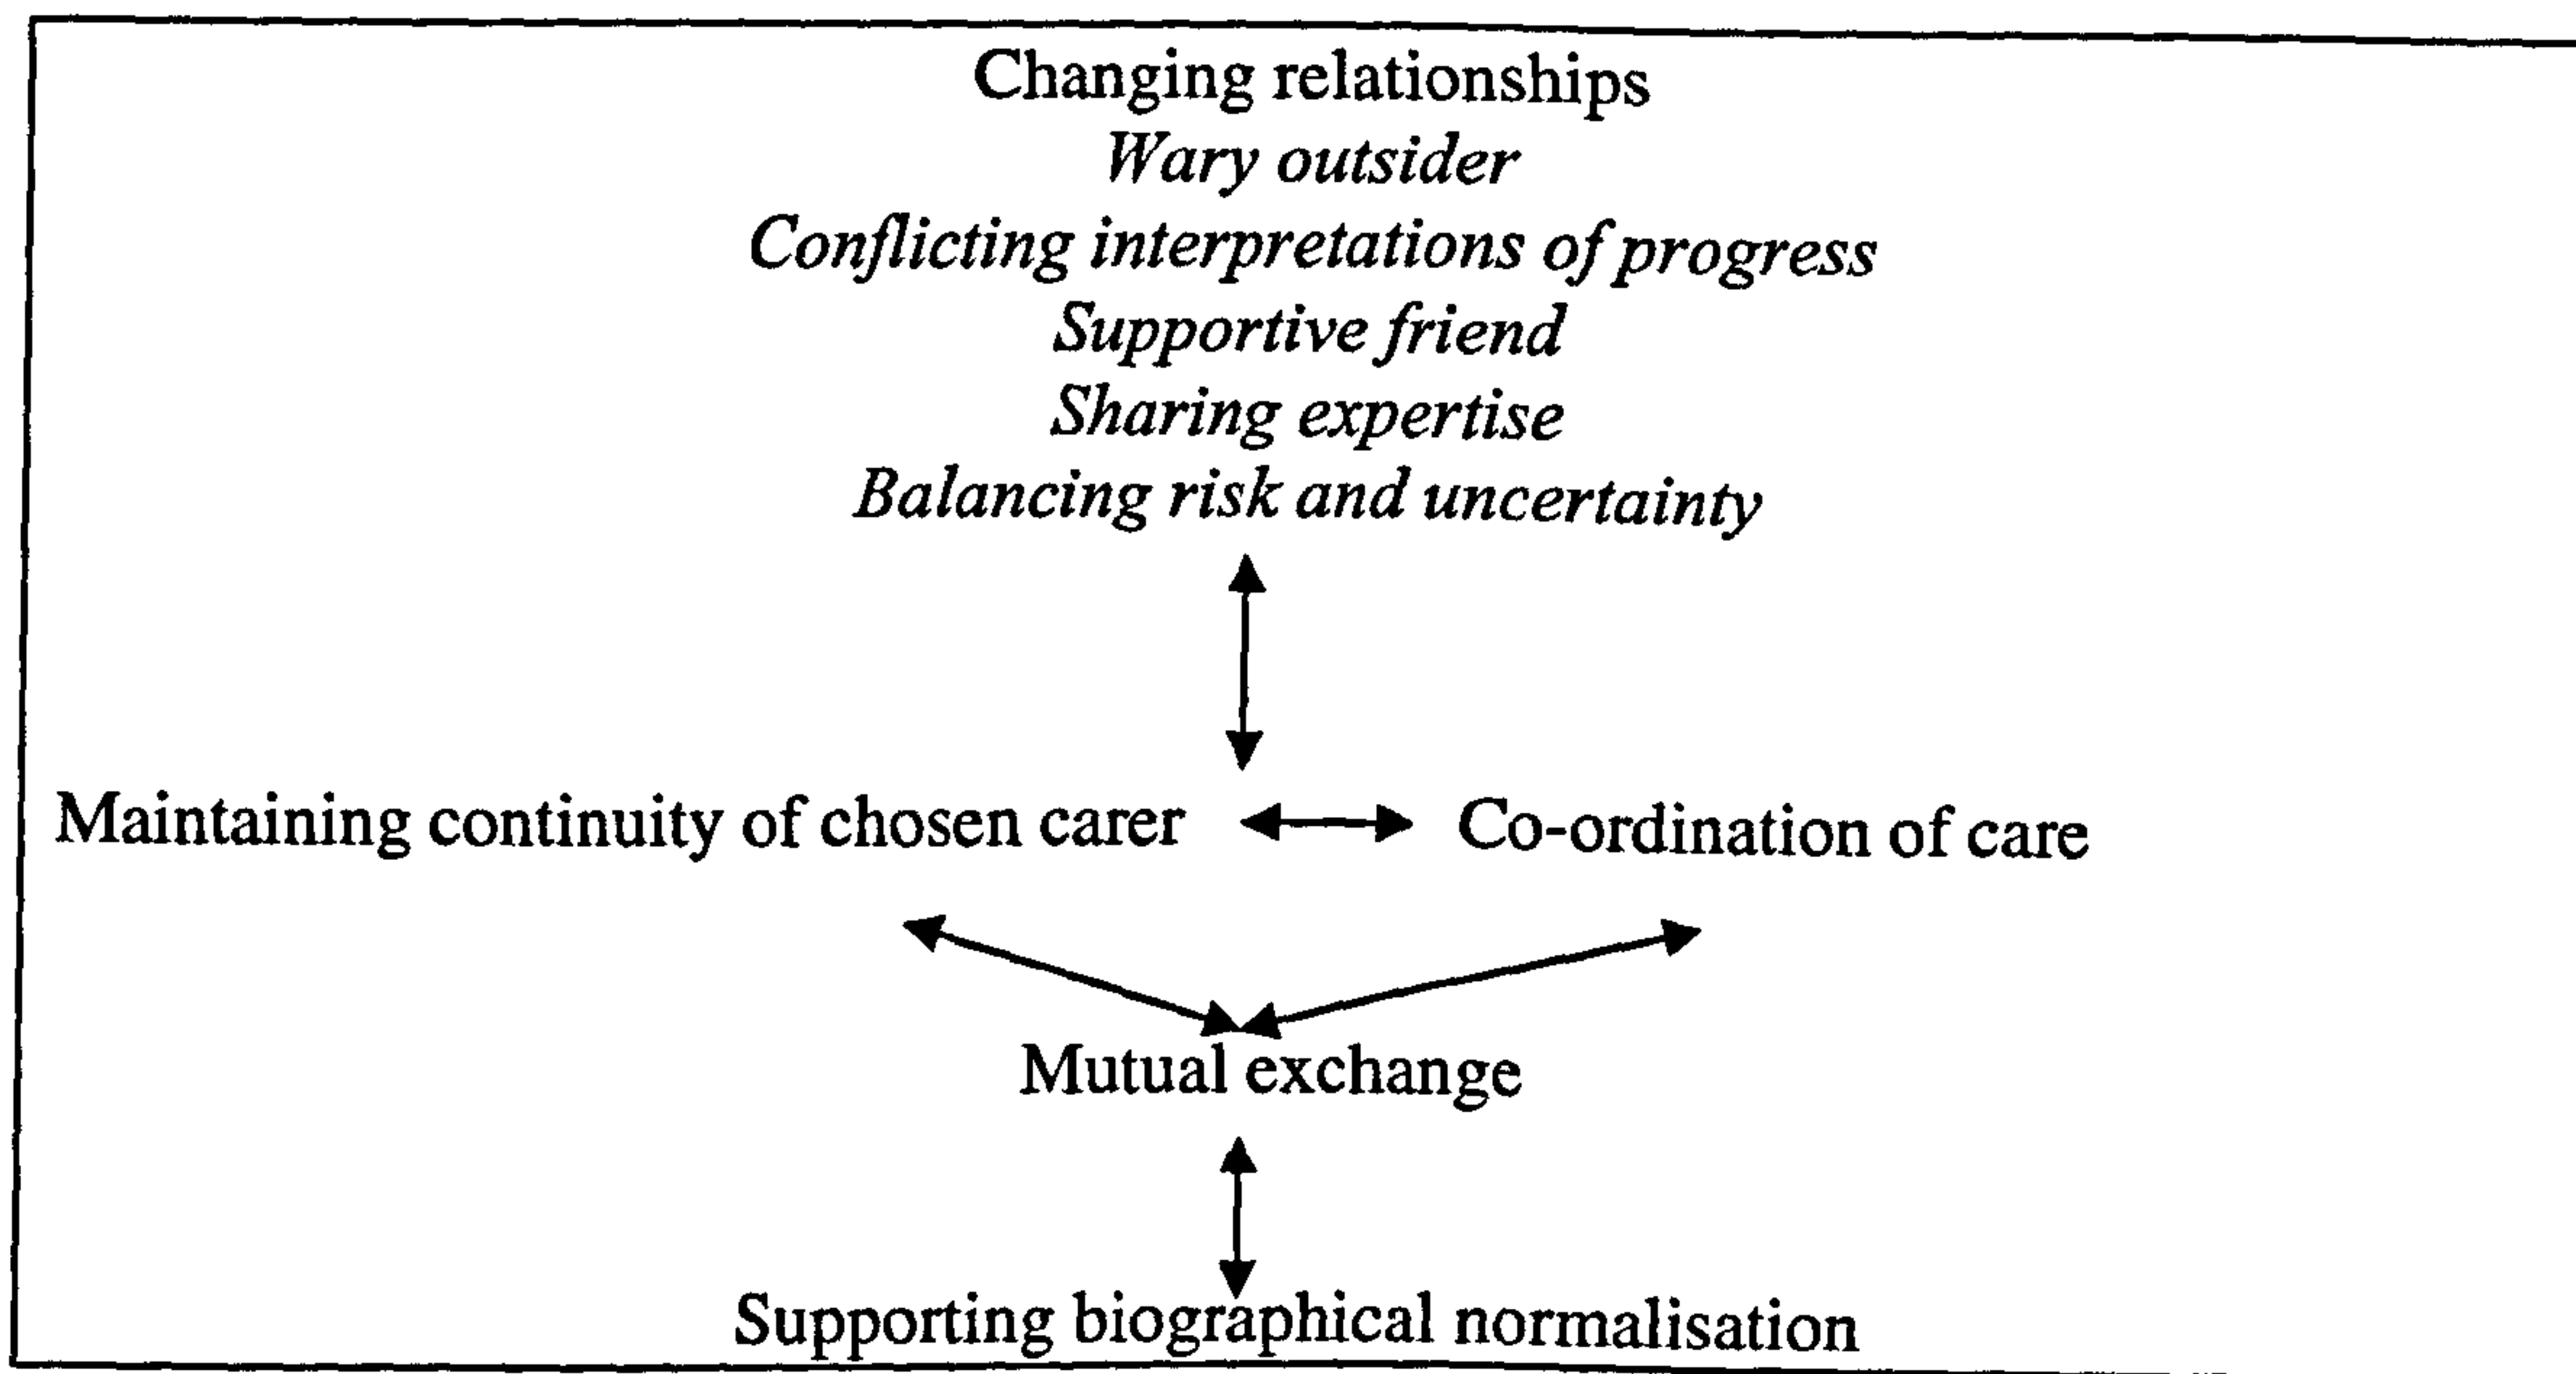 Changing relationships
Wary outsider
Conflicting interpretations of progress
Supportive friend
Sharing expertise
Balancing risk and uncertainty
Maintaining continuity of chosen carer
Co-ordination of care
Mutual exchange
Supporting biographical normalisation